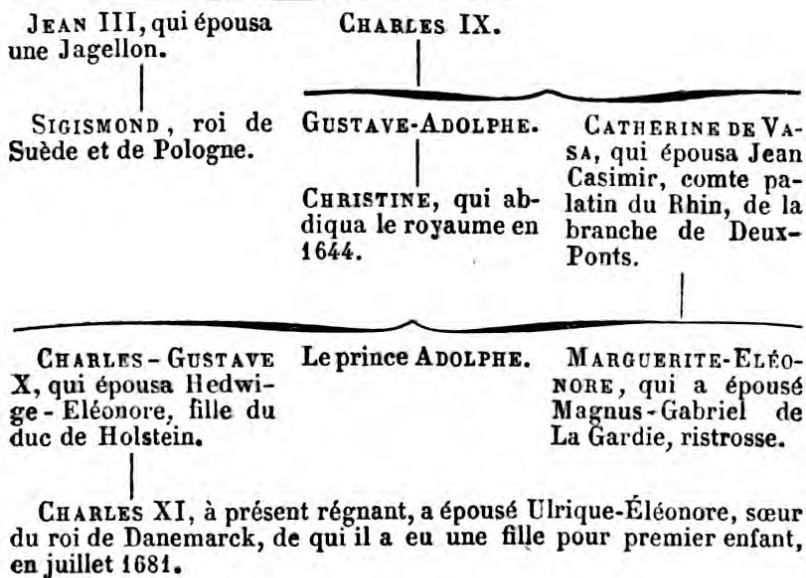 JEAN III, qui épousa
une Jagellon.
CHARLES IX.
SIGISMOND, roi de
Suède et de Pologne.
GUSTAVE-ADOLPHE.
CHRISTINE, qui ab-
diqua le royaume en
1644.
CATHERINE DE VA-
SA, qui épousa Jean
Casimir, comte pa-
latin du Rhin, de la
branche de Deux-
Ponts.
CHARLES-GUSTAVE
X, qui épousa Hedwi-
ge-Eléonore, fille du
duc de Holstein.
Le prince ADOLPHE.
MARGUERITE-ELÉO-
NORE, qui a épousé
Magnus-Gabriel de
La Gardie, ristrosse.
CHARLES XI, à présent régnant, a épousé Ulrique-Éléonore, sœur
du roi de Danemarck, de qui il a eu une fille pour premier enfant,
en juillet 1681.